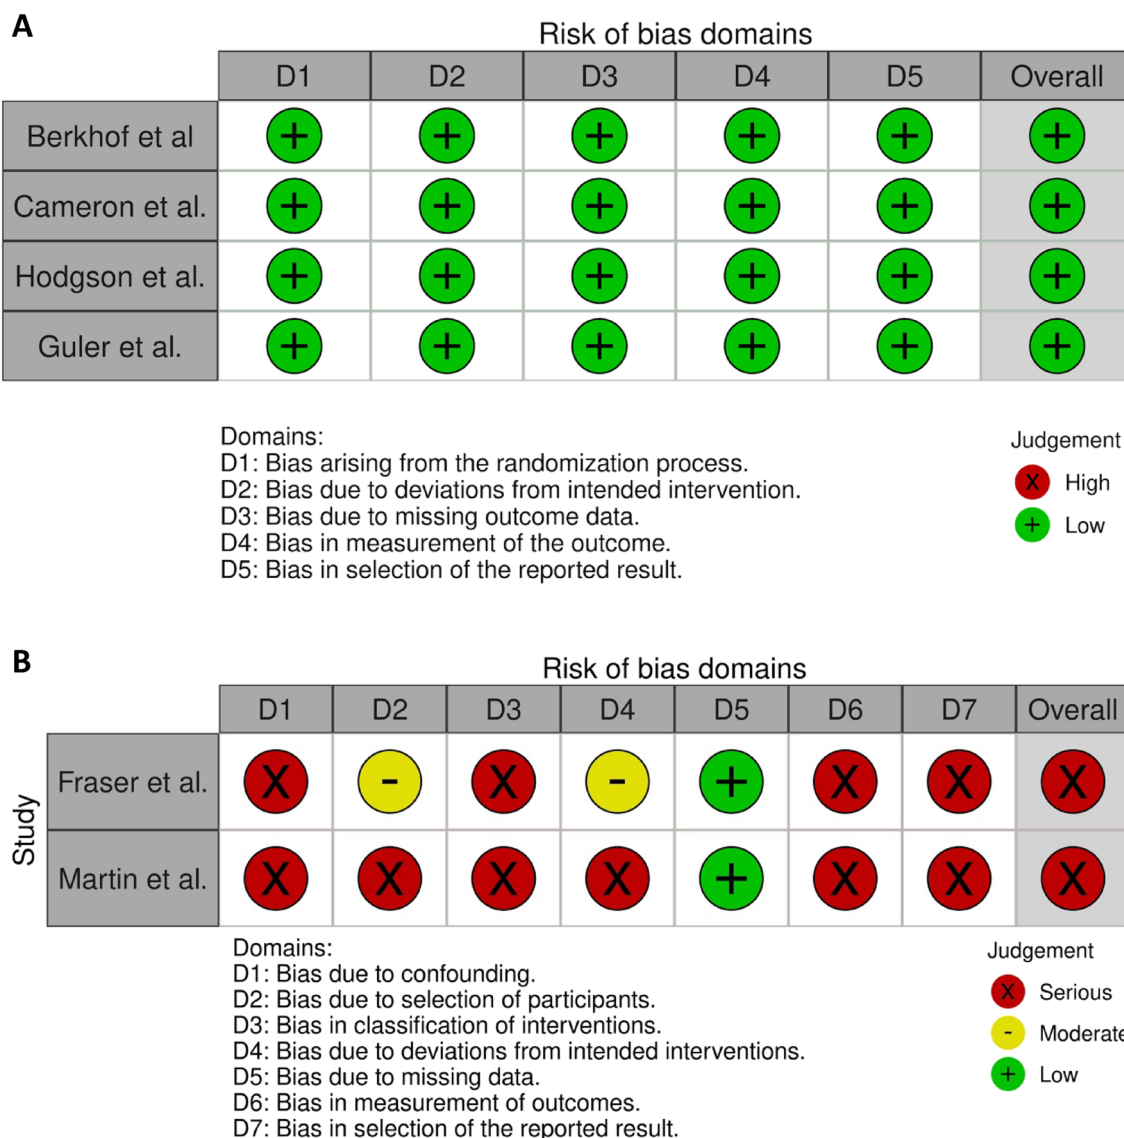 A
Risk of bias domains
D1 D2 D3 D4 D5 Overall
Berkhof et al + + + + + +
Cameron et al. + + + + + +
Hodgson et al. + + + + + +
Guler et al. + + + + + +
Domains:
D1: Bias arising from the randomization process.
D2: Bias due to deviations from intended intervention.
D3: Bias due to missing outcome data.
D4: Bias in measurement of the outcome.
D5: Bias in selection of the reported result.
Judgement
X High
+ Low
B
Risk of bias domains
D1 D2 D3 D4 D5 D6 D7 Overall
Study
Fraser et al. X - X - + X X X
Martin et al. X X X X + X X X
Domains:
D1: Bias due to confounding.
D2: Bias due to selection of participants.
D3: Bias in classification of interventions.
D4: Bias due to deviations from intended interventions.
D5: Bias due to missing data.
D6: Bias in measurement of outcomes.
D7: Bias in selection of the reported result.
Judgement
X Serious
- Moderate
+ Low